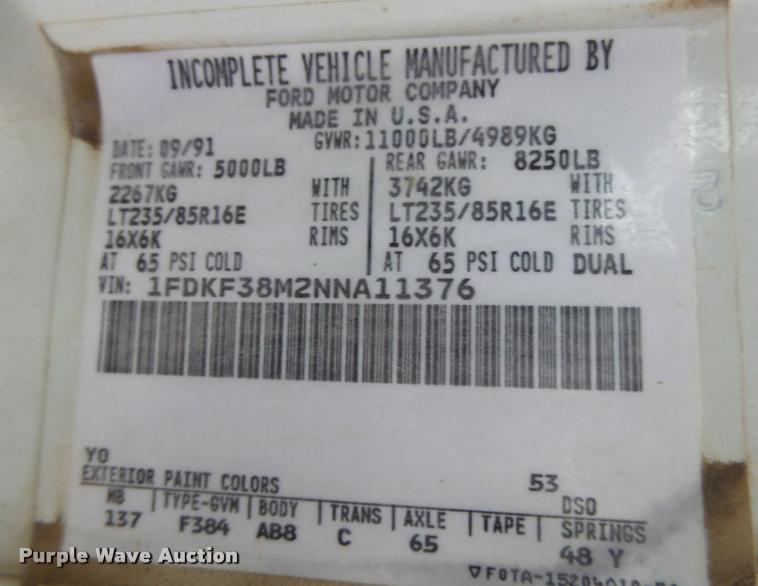 INCOMPLETE VEHICLE MANUFACTURED BY
FORD MOTOR COMPANY
MADE IN U.S.A.
DATE: 09/91 GVWR: 11000LB/4989KG
FRONT GAWR: 5000LB REAR GAWR: 8250LB
2267KG WITH 3742KG WITH
LT235/85R16E TIRES LT235/85R16E TIRES
16X6K RIMS 16X6K RIMS
AT 65 PSI COLD AT 65 PSI COLD DUAL
VIN: 1FDKF38M2NNA11376
YO
EXTERIOR PAINT COLORS 53 DSO
WB TYPE-GVM BODY TRANS AXLE TAPE SPRINGS
137 F384 AB8 C 65 48 Y
Purple Wave Auction